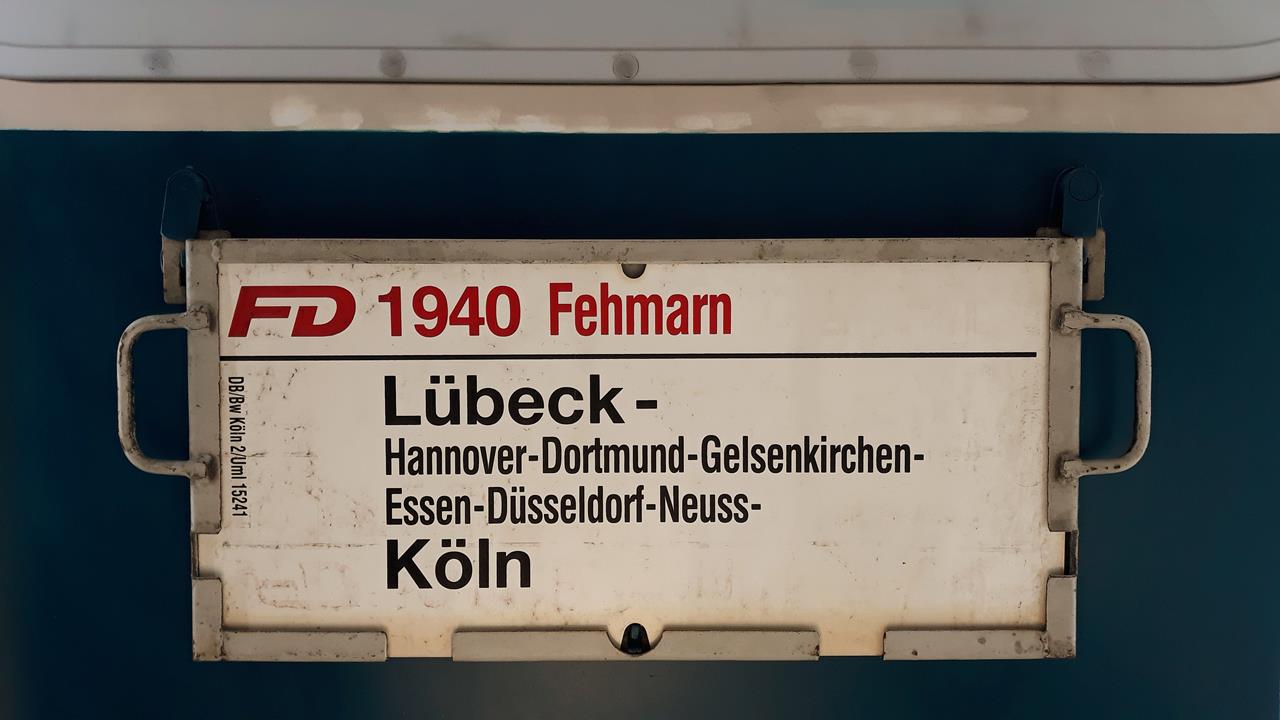 FD 1940 Fehmarn
Lübeck-
Hannover-Dortmund-Gelsenkirchen-
Essen-Düsseldorf-Neuss-
Köln
DB/Bw Köln 2/Uml 15241